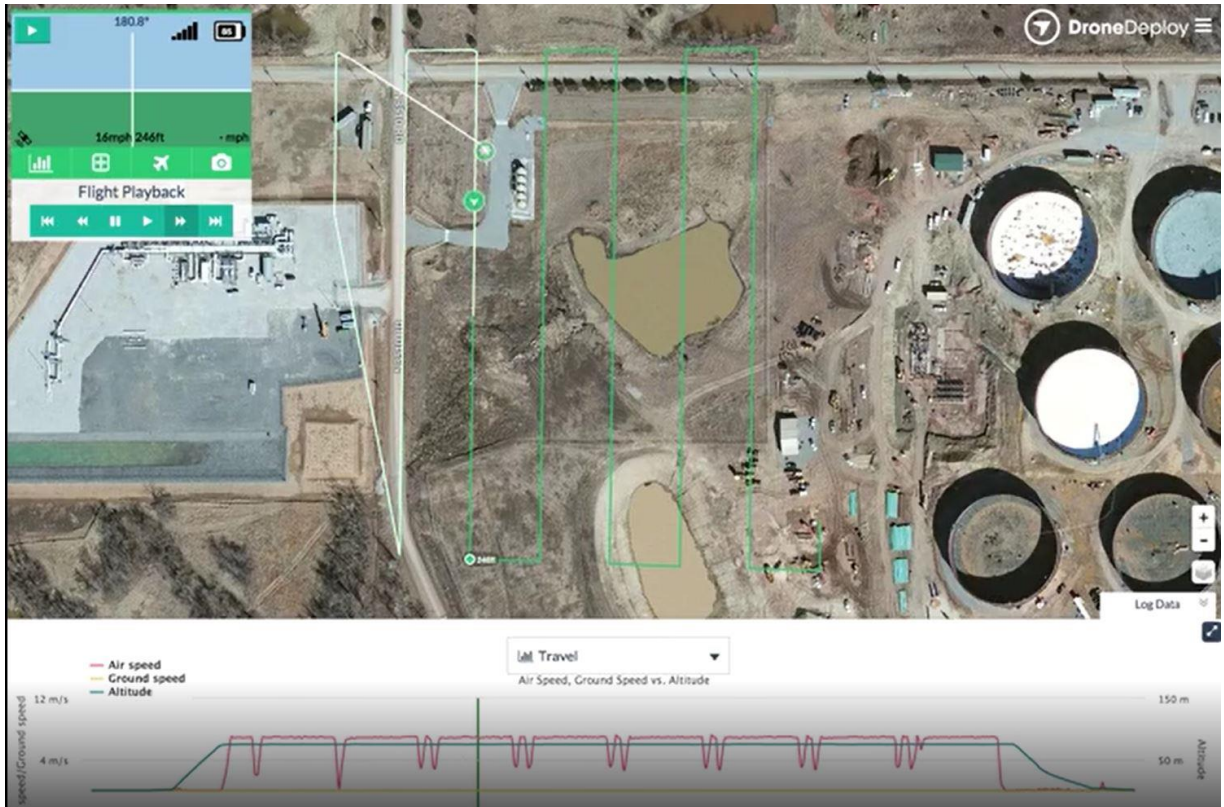 180.8°
85
DroneDeploy
16mph 246ft - mph
Flight Playback
246ft
+
-
Log Data
Travel
Air Speed, Ground Speed vs. Altitude
Air speed
Ground speed
Altitude
12 m/s
150 m
4 m/s
50 m
speed/Ground speed
Altitude